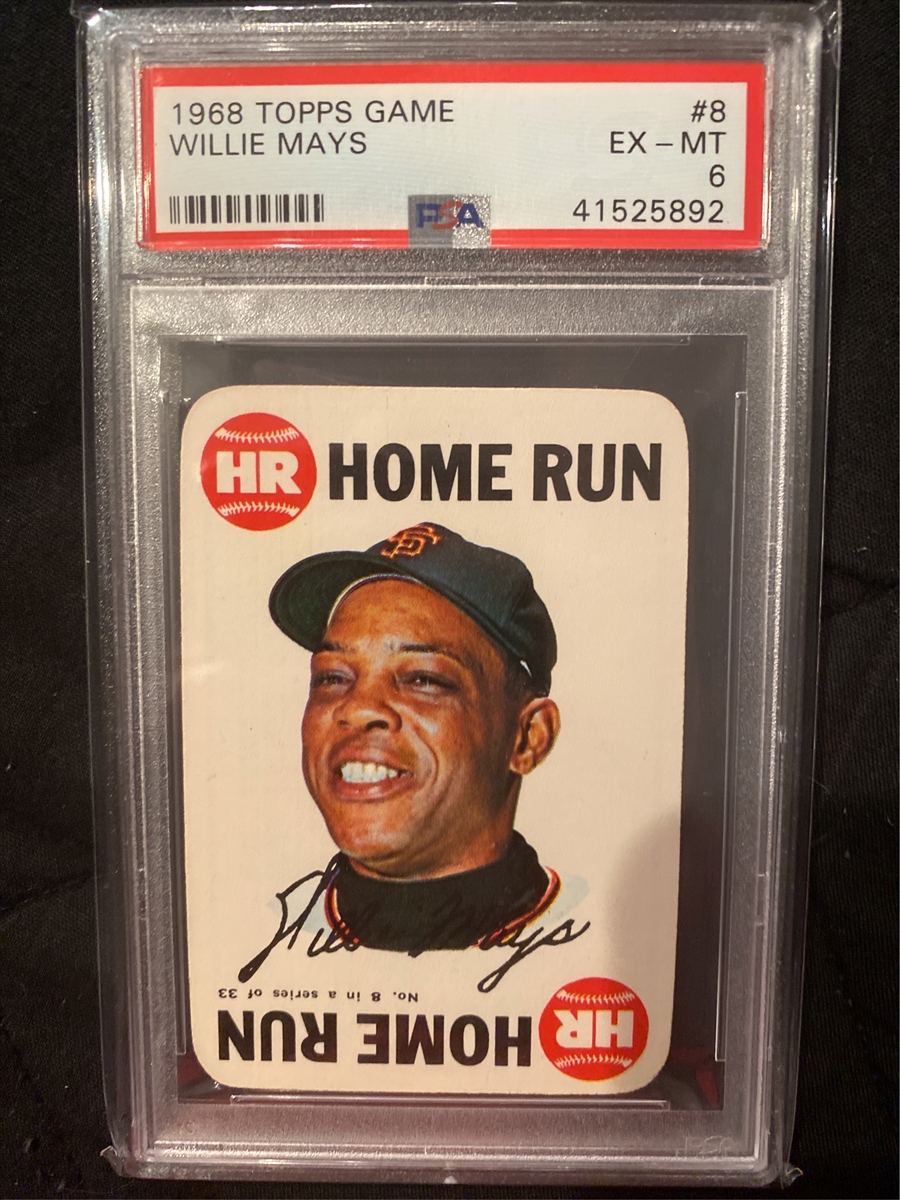 1968 TOPPS GAME #8
WILLIE MAYS EX - MT
6
41525892
PSA
HR HOME RUN
SF
Willie Mays
No. 8 in a series of 33
HOME RUN HR